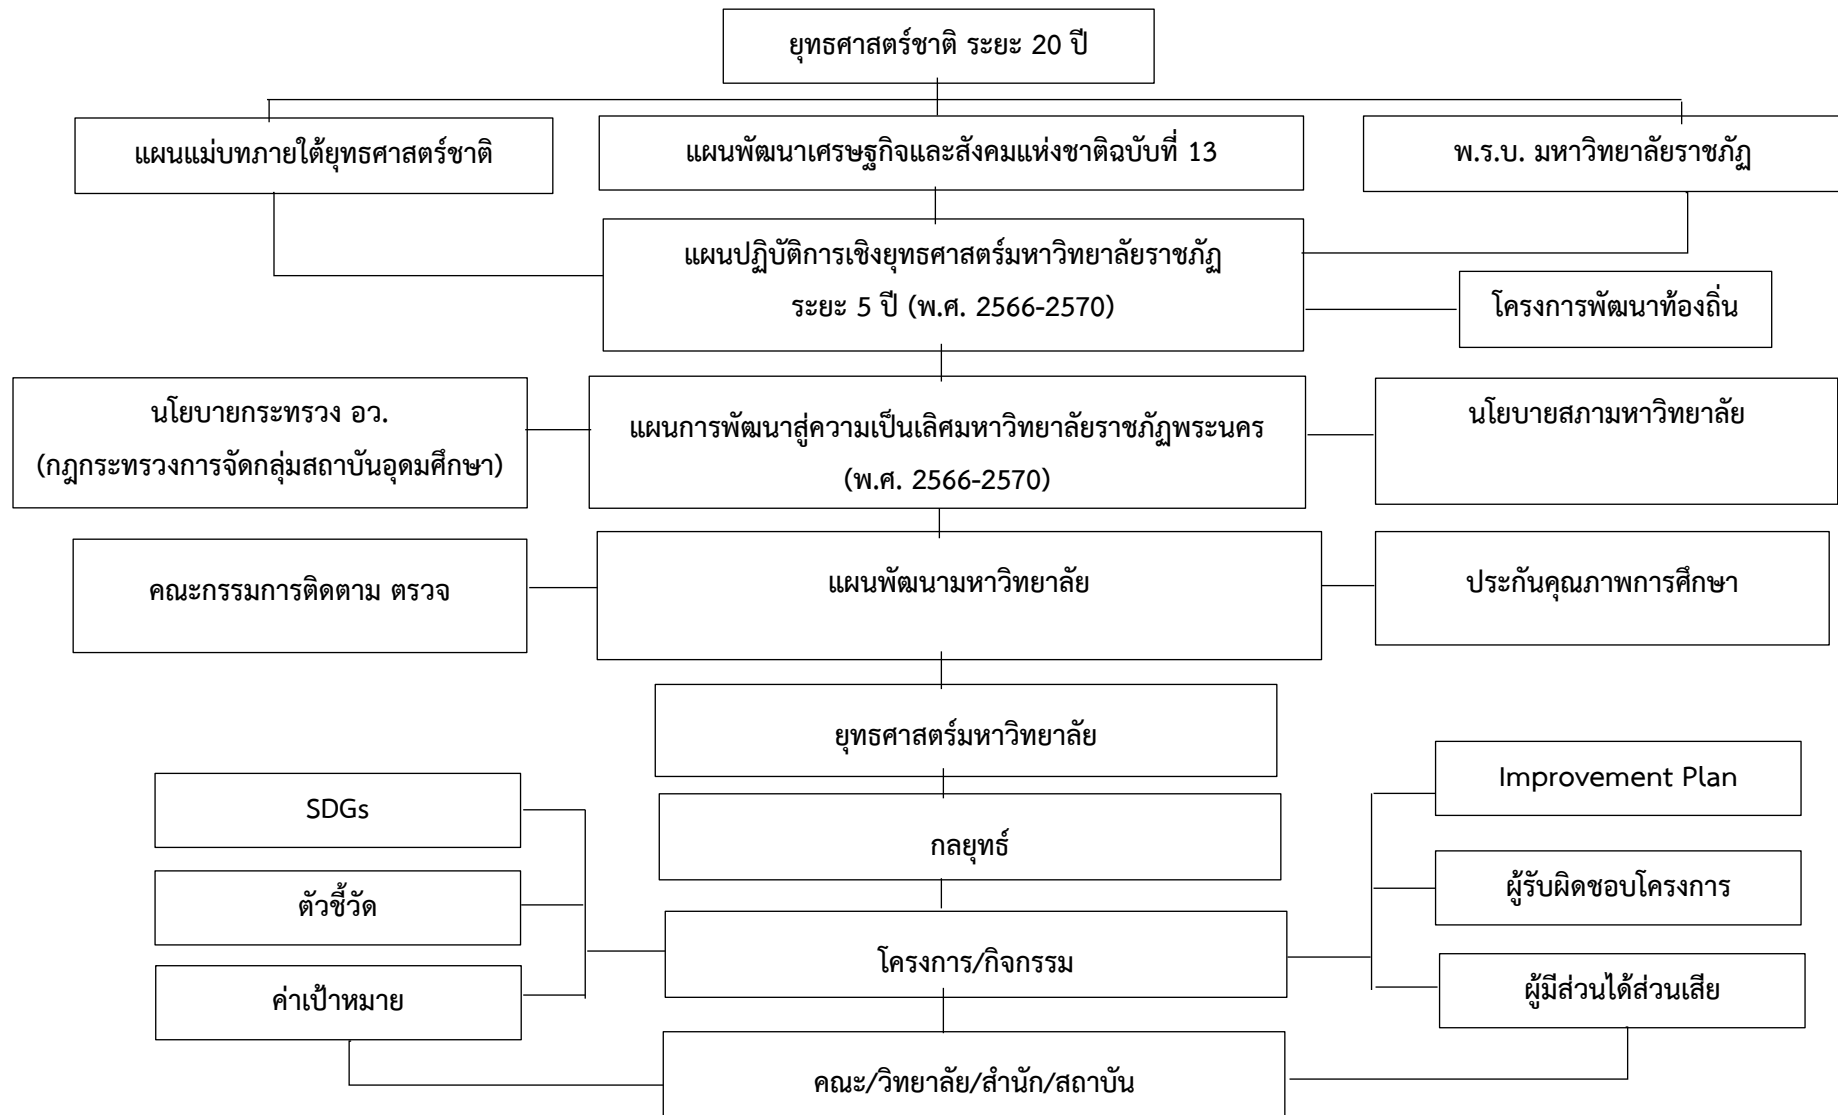 ยุทธศาสตร์ชาติ ระยะ 20 ปี
แผนแม่บทภายใต้ยุทธศาสตร์ชาติ
แผนพัฒนาเศรษฐกิจและสังคมแห่งชาติฉบับที่ 13
พ.ร.บ. มหาวิทยาลัยราชภัฏ
แผนปฏิบัติการเชิงยุทธศาสตร์มหาวิทยาลัยราชภัฏ
ระยะ 5 ปี (พ.ศ. 2566-2570)
โครงการพัฒนาท้องถิ่น
นโยบายกระทรวง อว.
(กฎกระทรวงการจัดกลุ่มสถาบันอุดมศึกษา)
แผนการพัฒนาสู่ความเป็นเลิศมหาวิทยาลัยราชภัฏพระนคร
(พ.ศ. 2566-2570)
นโยบายสภามหาวิทยาลัย
คณะกรรมการติดตาม ตรวจ
แผนพัฒนามหาวิทยาลัย
ประกันคุณภาพการศึกษา
ยุทธศาสตร์มหาวิทยาลัย
SDGs
กลยุทธ์
Improvement Plan
ตัวชี้วัด
ผู้รับผิดชอบโครงการ
ค่าเป้าหมาย
โครงการ/กิจกรรม
ผู้มีส่วนได้ส่วนเสีย
คณะ/วิทยาลัย/สำนัก/สถาบัน